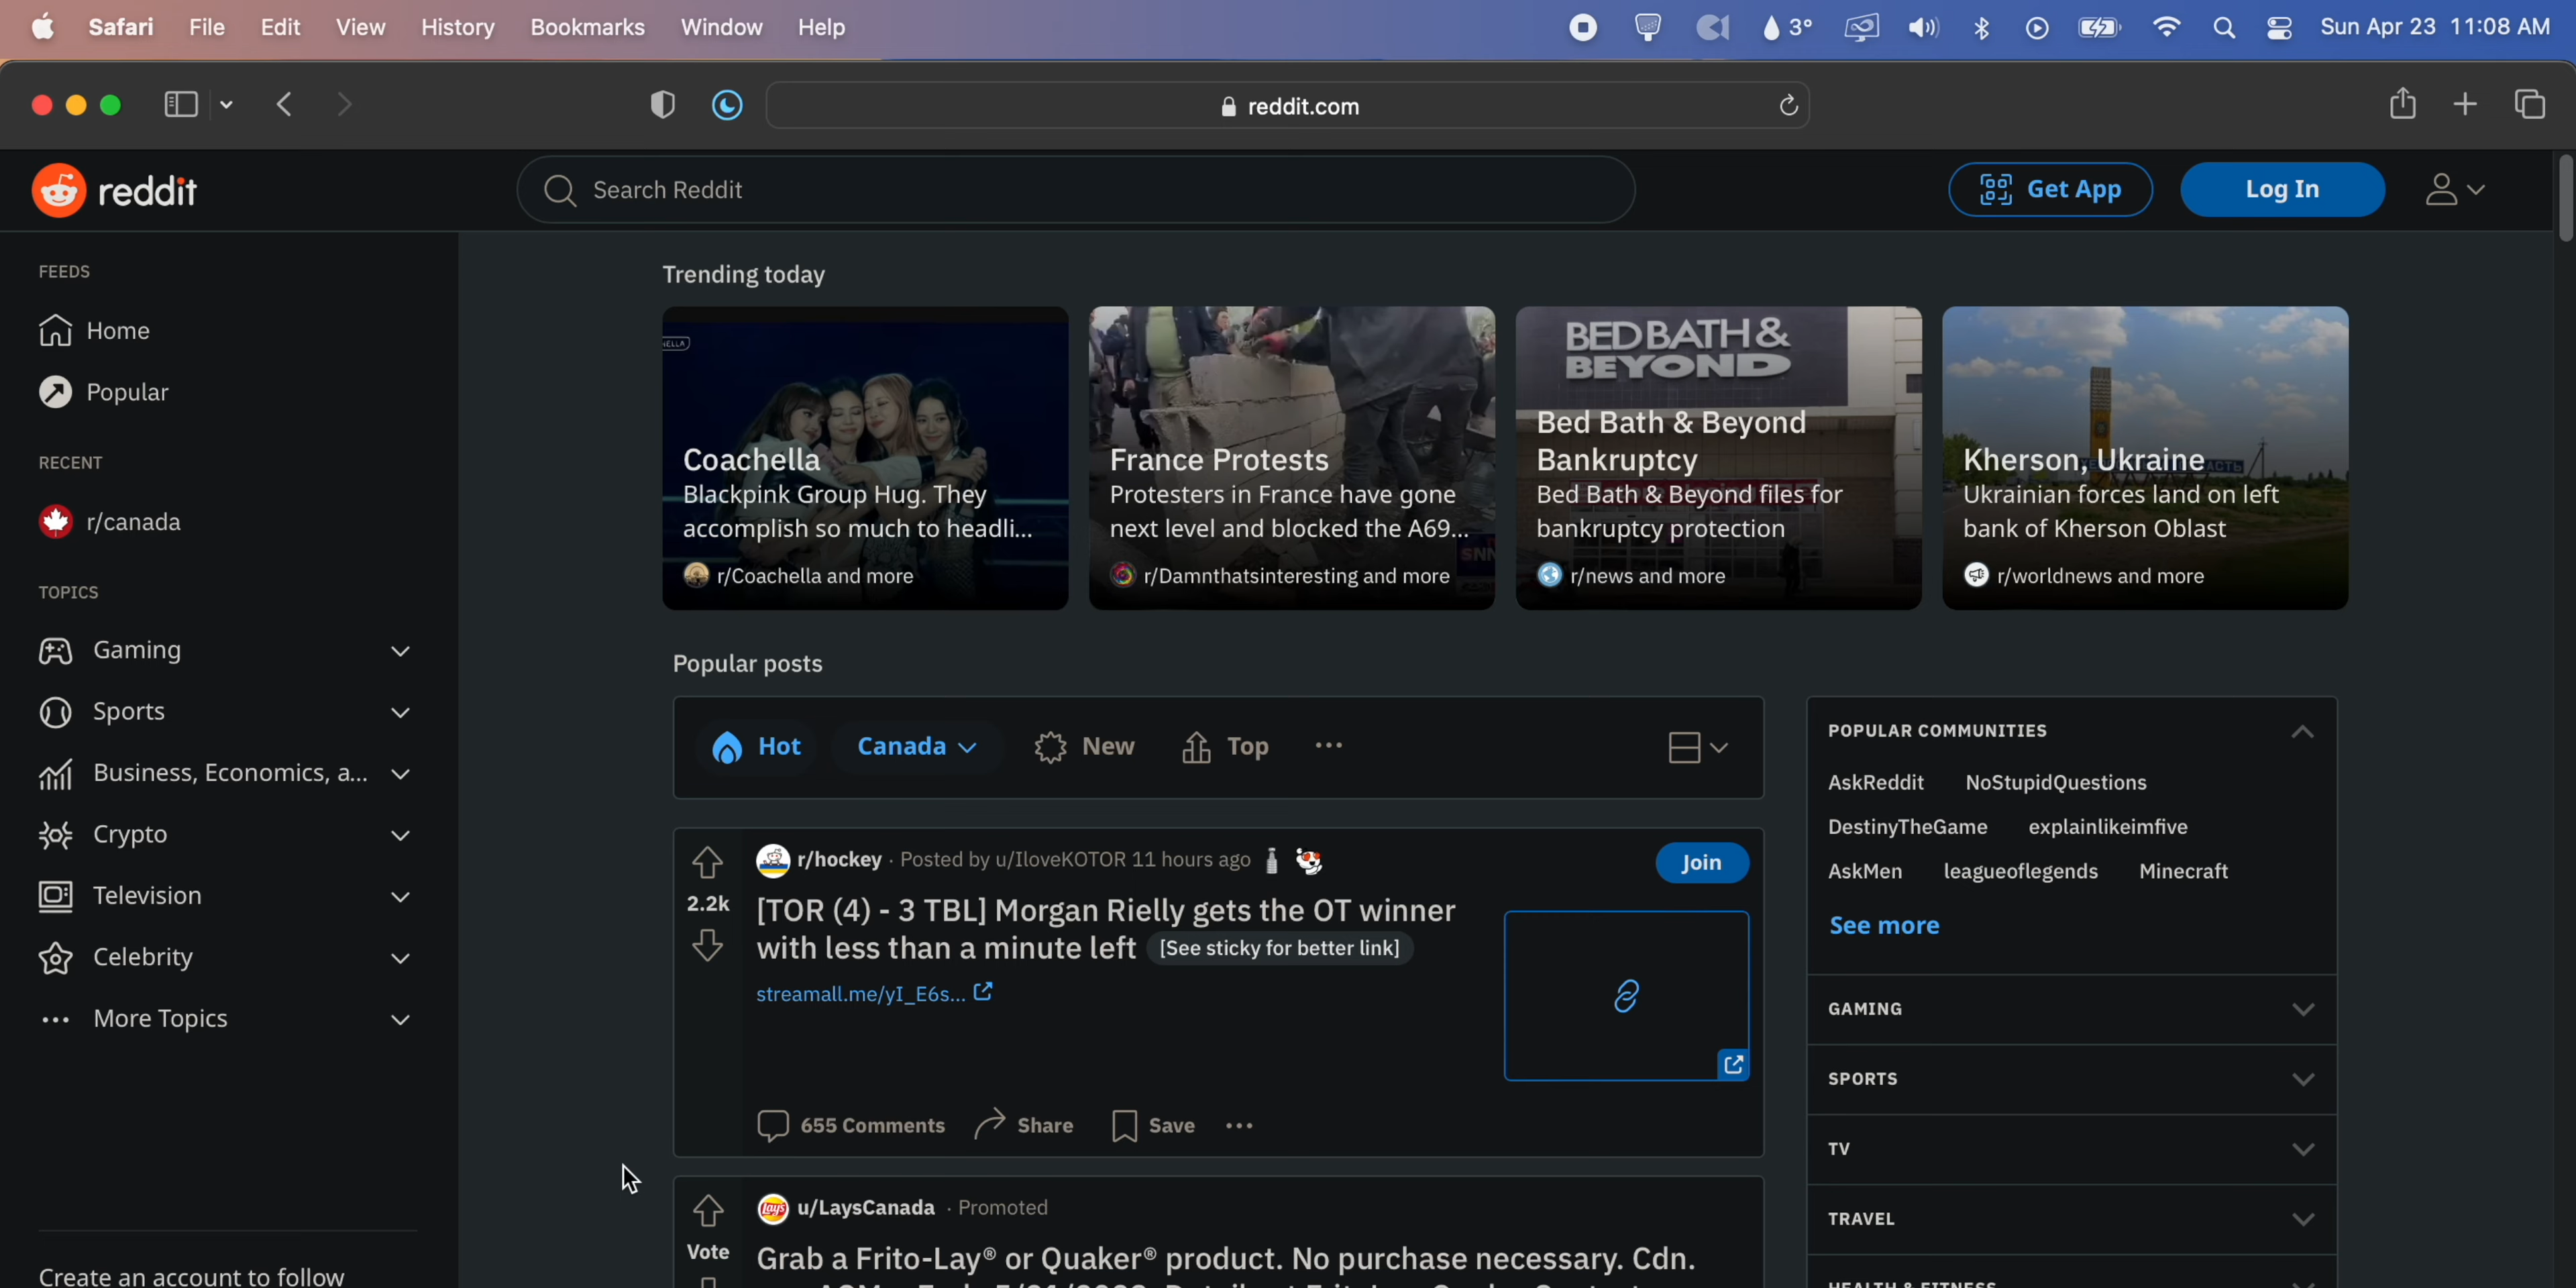 Safari File Edit View History Bookmarks Window Help 3° Sun Apr 23 11:08 AM
reddit.com
reddit Search Reddit Get App Log In
FEEDS
Home
Popular
RECENT
r/canada
TOPICS
Gaming
Sports
Business, Economics, a...
Crypto
Television
Celebrity
More Topics
Create an account to follow
Trending today
Coachella
Blackpink Group Hug. They
accomplish so much to headli...
r/Coachella and more
France Protests
Protesters in France have gone
next level and blocked the A69...
SNN
r/Damnthatsinteresting and more
BED BATH &
BEYOND
Bed Bath & Beyond
Bankruptcy
Bed Bath & Beyond files for
bankruptcy protection
r/news and more
Kherson, Ukraine
Ukrainian forces land on left
bank of Kherson Oblast
r/worldnews and more
Popular posts
Hot Canada New Top ...
r/hockey · Posted by u/IloveKOTOR 11 hours ago
Join
2.2k
[TOR (4) - 3 TBL] Morgan Rielly gets the OT winner
with less than a minute left [See sticky for better link]
streamall.me/yI_E6s...
655 Comments Share Save ...
u/LaysCanada · Promoted
Vote
Grab a Frito-Lay® or Quaker® product. No purchase necessary. Cdn.
POPULAR COMMUNITIES
AskReddit NoStupidQuestions
DestinyTheGame explainlikeimfive
AskMen leagueoflegends Minecraft
See more
GAMING
SPORTS
TV
TRAVEL
HEALTH & FITNESS